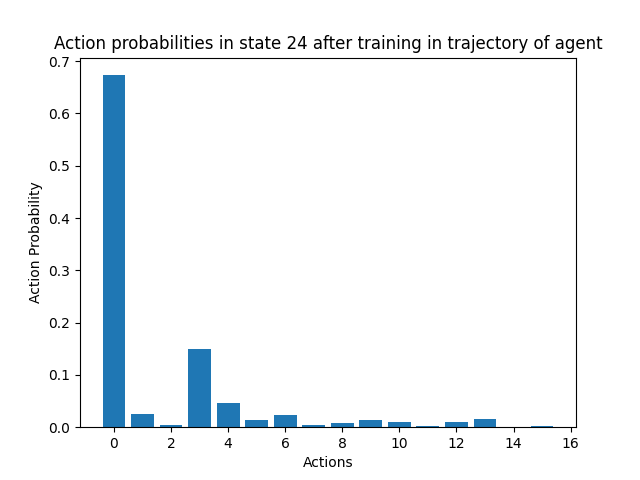 Action probabilities in state 24 after training in trajectory of agent
0.7
0.6
0.5
0.4
0.3
0.2
0.1
0.0
Action Probability
0 2 4 6 8 10 12 14 16
Actions